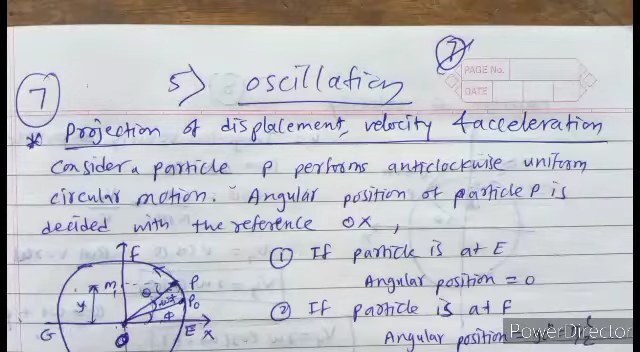 7
PAGE No.
DATE
7
5) oscillation
* Projection of displacement, velocity & acceleration
Consider a particle P performs anticlockwise uniform
circular motion. Angular position of particle P is
decided with the reference OX,
① If particle is at E
Angular position = 0
② If particle is at F
Angular position
F
M
P
P0
y
θ
ωt
Φ
G
O
E
X
PowerDirector